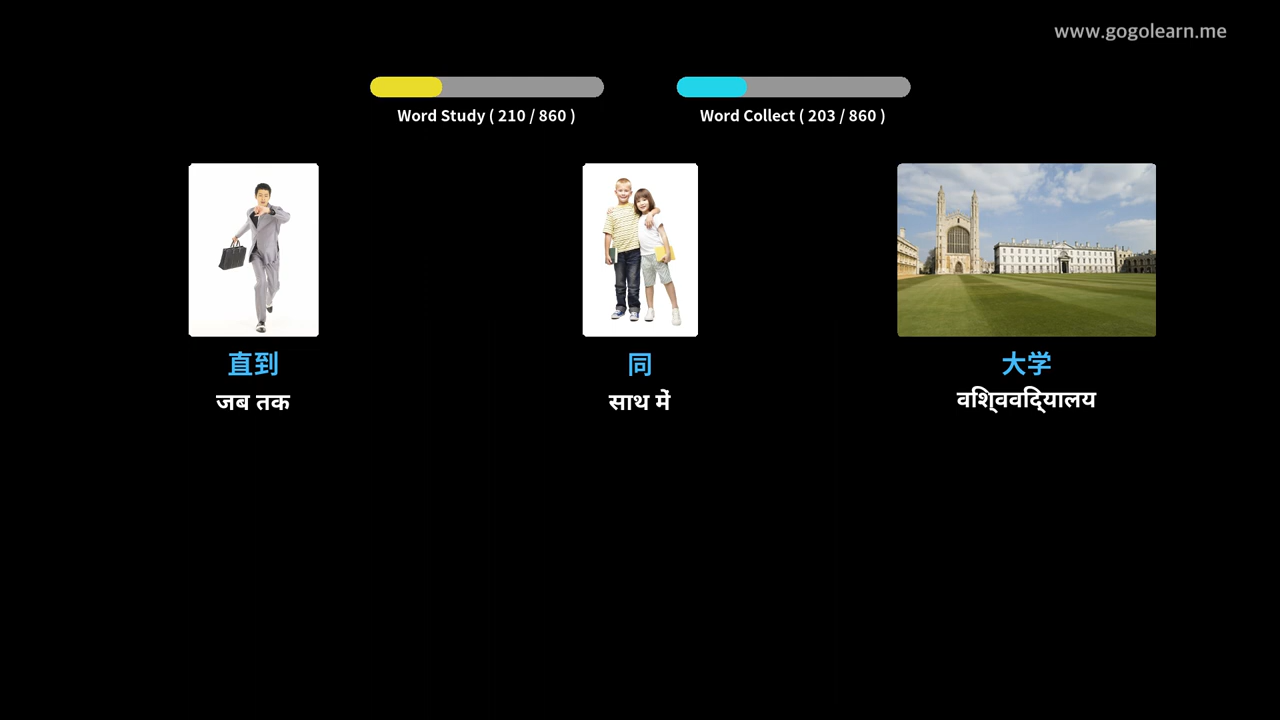 www.gogolearn.me
Word Study ( 210 / 860 )
Word Collect ( 203 / 860 )
直到
同
大学
जब तक
साथ में
वशि्वविद्यालय